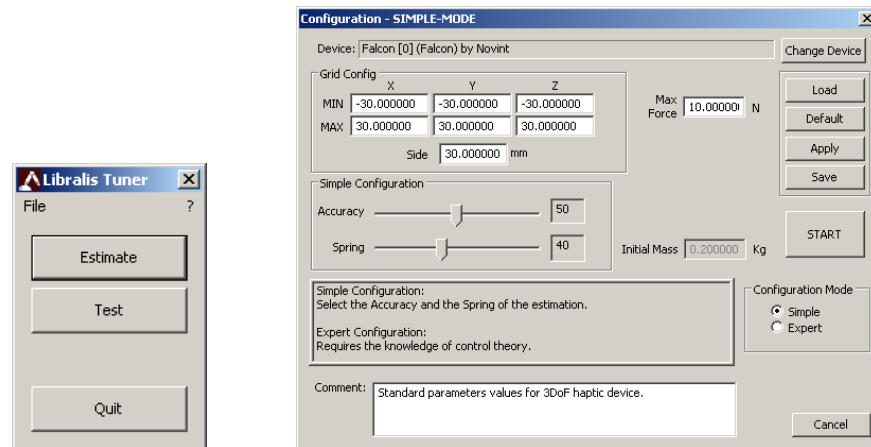 Libralis Tuner
File ?
Estimate
Test
Quit
Configuration - SIMPLE-MODE
Device: Falcon [0] (Falcon) by Novint
Change Device
Grid Config
X Y Z
MIN -30.000000 -30.000000 -30.000000
MAX 30.000000 30.000000 30.000000
Side 30.000000 mm
Max
Force 10.00000 N
Load
Default
Apply
Save
Simple Configuration
Accuracy 50
Spring 40
Initial Mass 0.200000 Kg
START
Simple Configuration:
Select the Accuracy and the Spring of the estimation.
Expert Configuration:
Requires the knowledge of control theory.
Configuration Mode
Simple
Expert
Comment: Standard parameters values for 3DoF haptic device.
Cancel